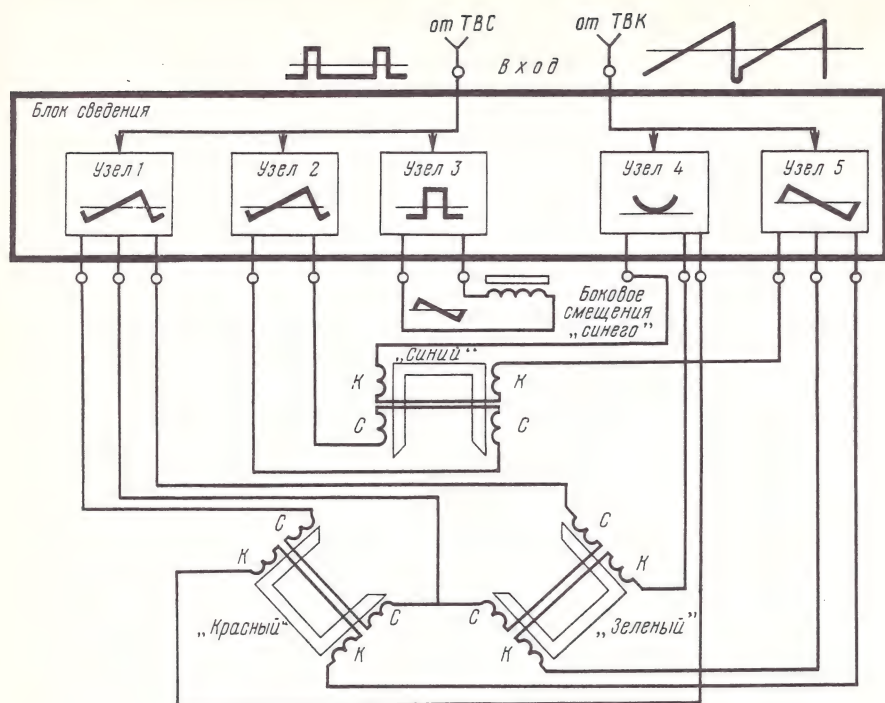 от ТВС
от ТВК
Вход
Блок сведения
Узел 1
Узел 2
Узел 3
Узел 4
Узел 5
Боковое
смещения
„синего”
„Синий”
К
К
С
С
С
К
С
К
С
К
С
К
„Красный”
„Зеленый”